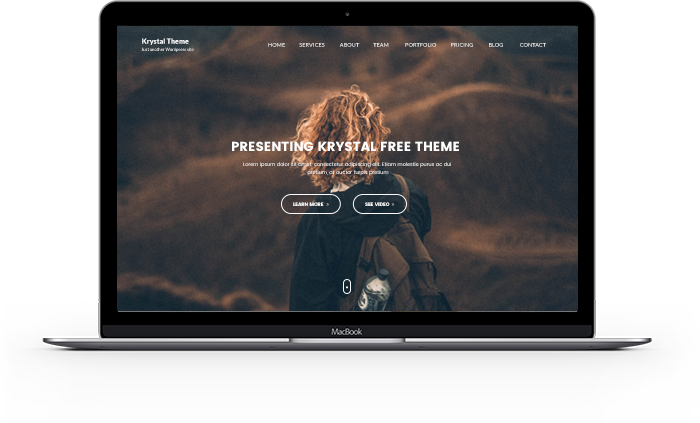 Krystal Theme
Just another Wordpress site
HOME SERVICES ABOUT TEAM PORTFOLIO PRICING BLOG CONTACT
PRESENTING KRYSTAL FREE THEME
Lorem ipsum dolor sit amet, consectetur adipiscing elit. Etiam molestie purus ac dui
pretium, at auctor turpis pretium
LEARN MORE »
SEE VIDEO »
MacBook